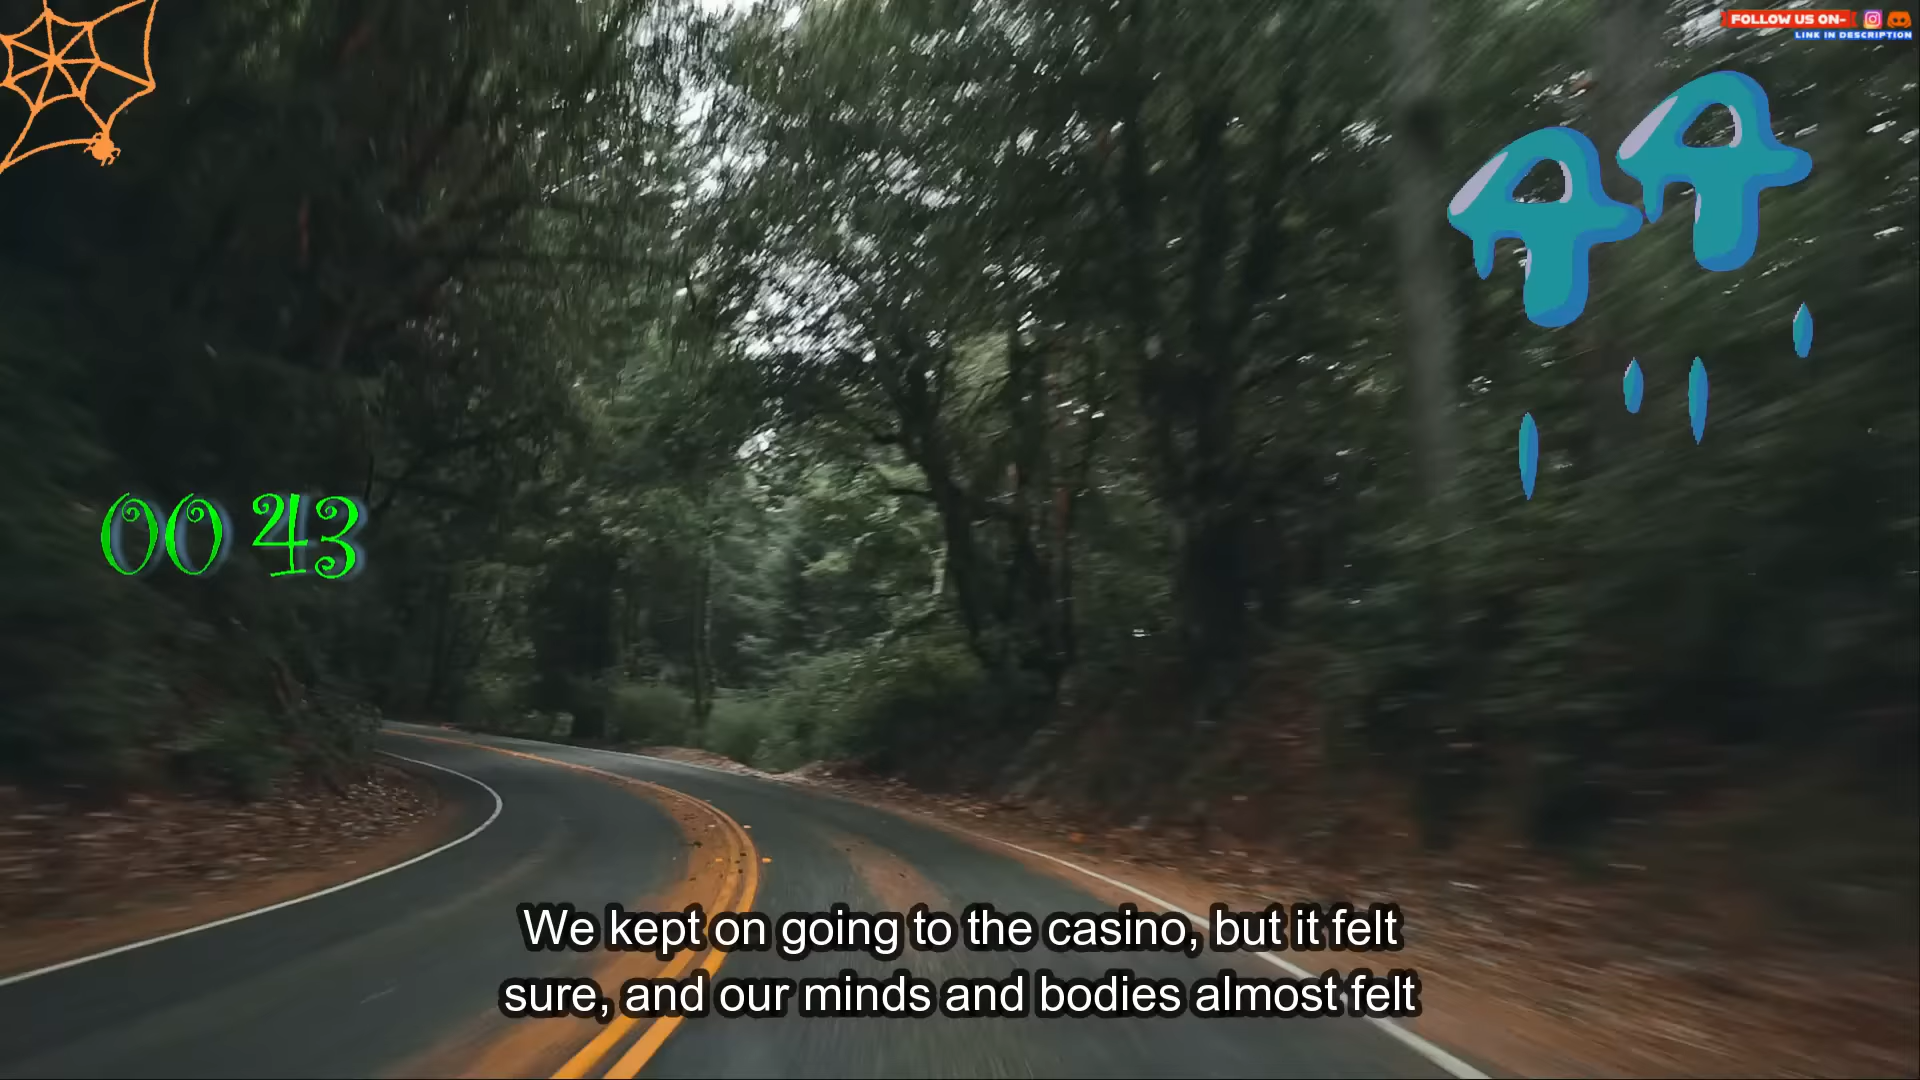 FOLLOW US ON-
LINK IN DESCRIPTION
44
00 43
We kept on going to the casino, but it felt
sure, and our minds and bodies almost felt